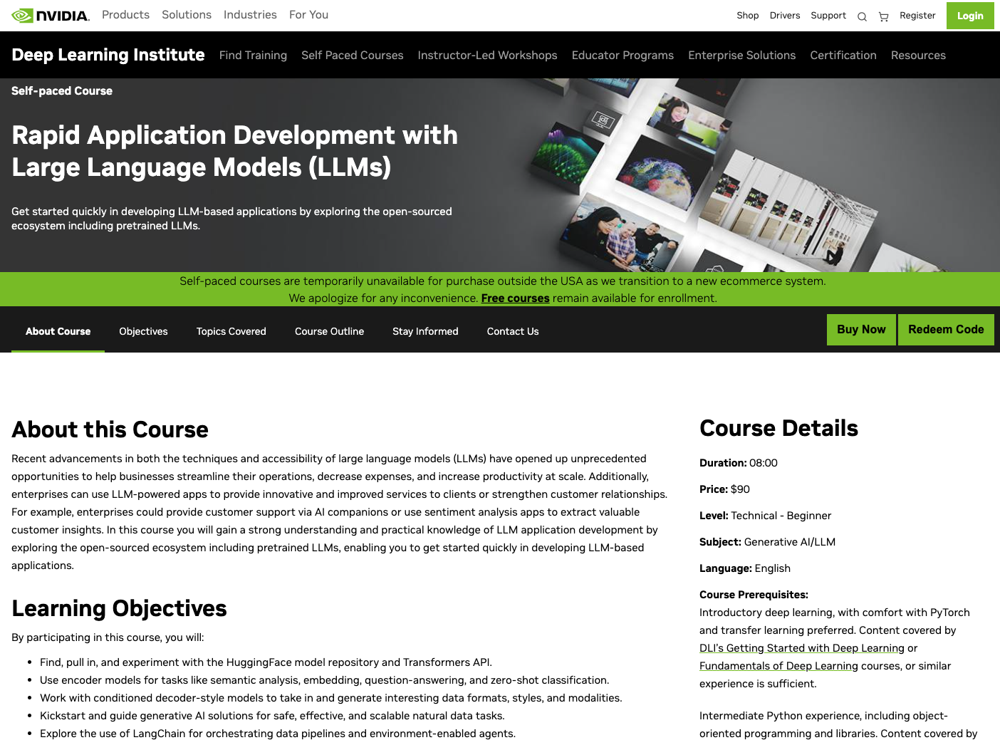 NVIDIA. Products Solutions Industries For You Shop Drivers Support Register Login
Deep Learning Institute Find Training Self Paced Courses Instructor-Led Workshops Educator Programs Enterprise Solutions Certification Resources
Self-paced Course
Rapid Application Development with
Large Language Models (LLMs)
Get started quickly in developing LLM-based applications by exploring the open-sourced
ecosystem including pretrained LLMs.
Self-paced courses are temporarily unavailable for purchase outside the USA as we transition to a new ecommerce system.
We apologize for any inconvenience. Free courses remain available for enrollment.
About Course Objectives Topics Covered Course Outline Stay Informed Contact Us Buy Now Redeem Code
About this Course
Recent advancements in both the techniques and accessibility of large language models (LLMs) have opened up unprecedented
opportunities to help businesses streamline their operations, decrease expenses, and increase productivity at scale. Additionally,
enterprises can use LLM-powered apps to provide innovative and improved services to clients or strengthen customer relationships.
For example, enterprises could provide customer support via AI companions or use sentiment analysis apps to extract valuable
customer insights. In this course you will gain a strong understanding and practical knowledge of LLM application development by
exploring the open-sourced ecosystem including pretrained LLMs, enabling you to get started quickly in developing LLM-based
applications.
Learning Objectives
By participating in this course, you will:
• Find, pull in, and experiment with the HuggingFace model repository and Transformers API.
• Use encoder models for tasks like semantic analysis, embedding, question-answering, and zero-shot classification.
• Work with conditioned decoder-style models to take in and generate interesting data formats, styles, and modalities.
• Kickstart and guide generative AI solutions for safe, effective, and scalable natural data tasks.
• Explore the use of LangChain for orchestrating data pipelines and environment-enabled agents.
Course Details
Duration: 08:00
Price: $90
Level: Technical - Beginner
Subject: Generative AI/LLM
Language: English
Course Prerequisites:
Introductory deep learning, with comfort with PyTorch
and transfer learning preferred. Content covered by
DLI's Getting Started with Deep Learning or
Fundamentals of Deep Learning courses, or similar
experience is sufficient.
Intermediate Python experience, including object-
oriented programming and libraries. Content covered by